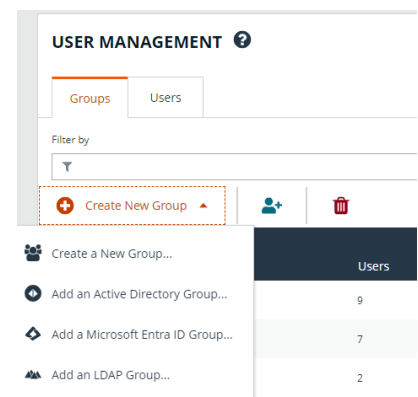 USER MANAGEMENT ?
Groups Users
Filter by
Create New Group
Create a New Group...
Add an Active Directory Group...
Add a Microsoft Entra ID Group...
Add an LDAP Group...
Users
9
7
2